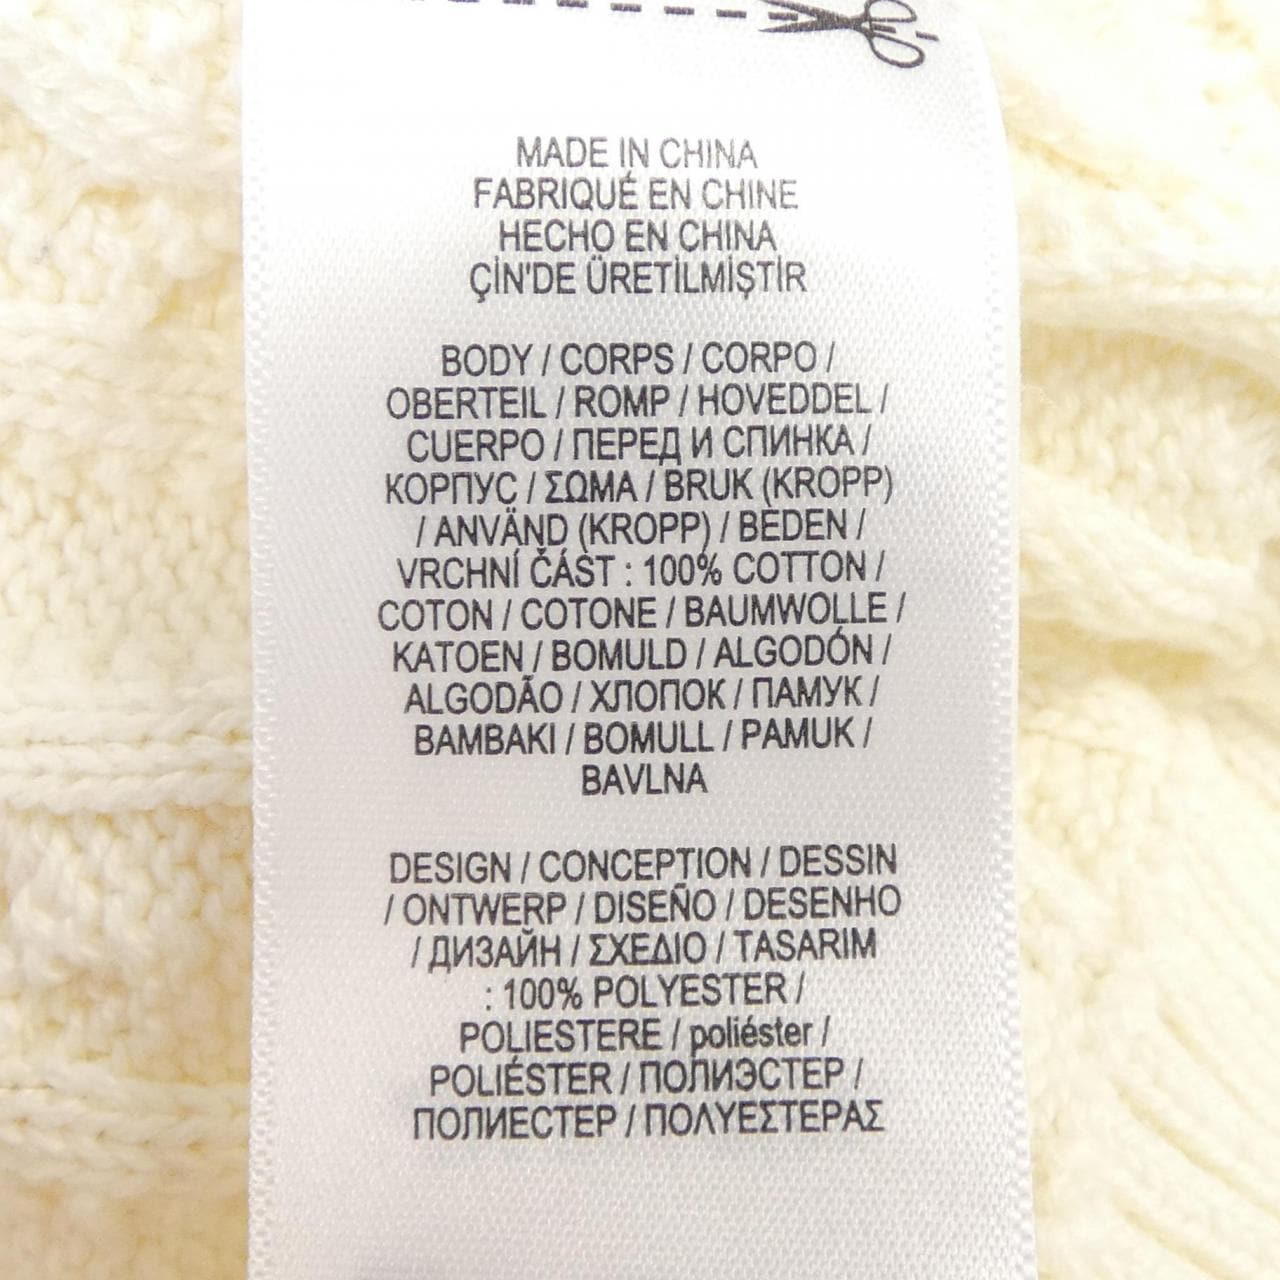 MADE IN CHINA
FABRIQUÉ EN CHINE
HECHO EN CHINA
ÇİN'DE ÜRETİLMİŞTİR
BODY / CORPS / CORPO /
OBERTEIL / ROMP / HOVEDDEL /
CUERPO / ПЕРЕД И СПИНКА /
КОРПУС / ΣΩΜΑ / BRUK (KROPP)
/ ANVÄND (KROPP) / BEDEN /
VRCHNÍ ČÁST : 100% COTTON /
COTON / COTONE / BAUMWOLLE /
KATOEN / BOMULD / ALGODÓN /
ALGODÃO / ХЛОПОК / ПАМУК /
BAMBAKI / BOMULL / PAMUK /
BAVLNA
DESIGN / CONCEPTION / DESSIN
/ ONTWERP / DISEÑO / DESENHO
/ ДИЗАЙН / ΣΧΕΔΙΟ / TASARIM
: 100% POLYESTER /
POLIESTERE / poliéster /
POLIÉSTER / ПОЛИЭСТЕР /
ПОЛИЕСТЕР / ΠΟΛΥΕΣΤΕΡΑΣ